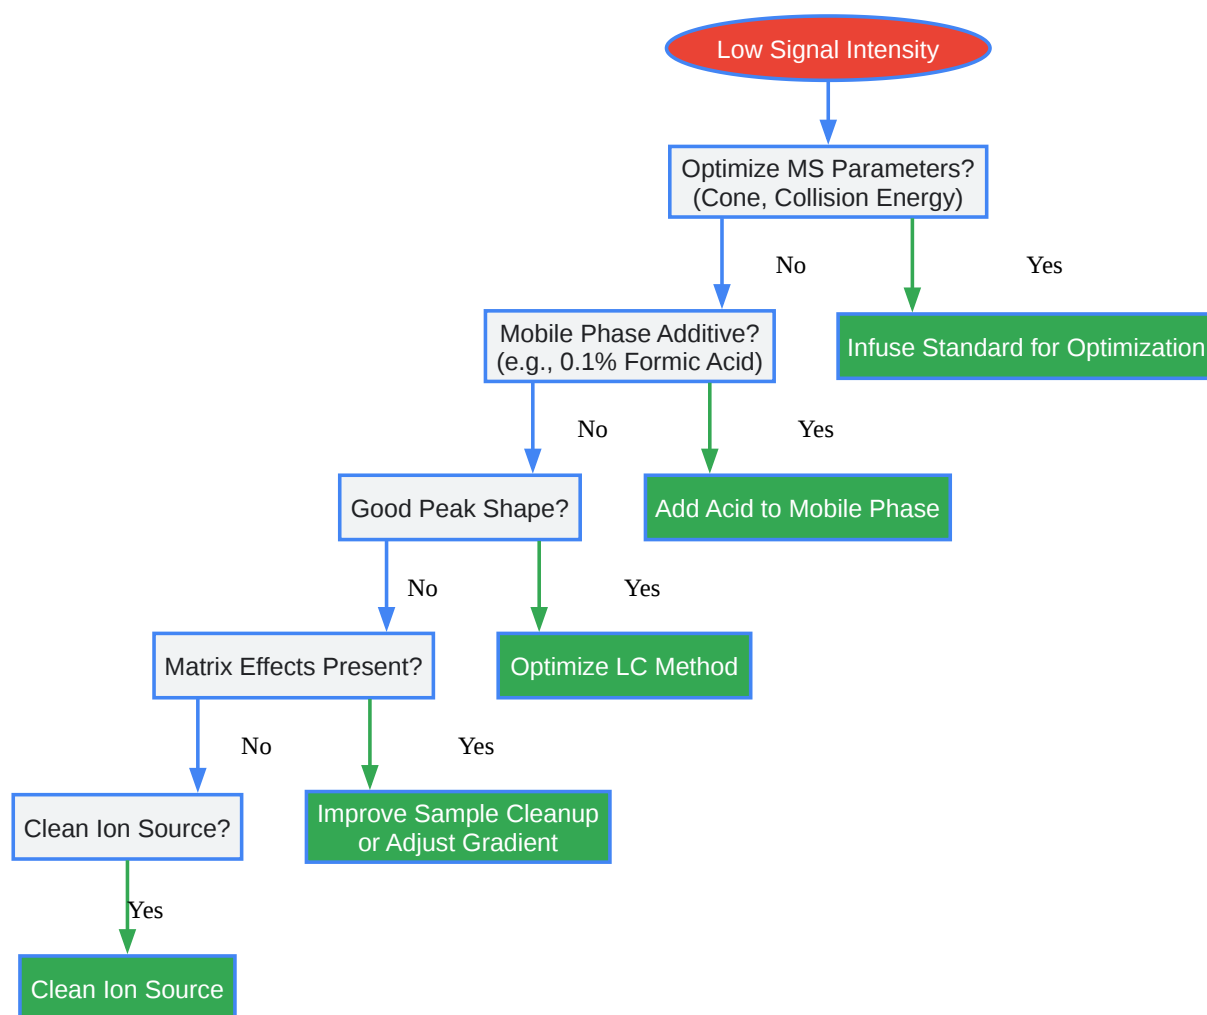 Low Signal Intensity
Optimize MS Parameters?
(Cone, Collision Energy)
No
Yes
Mobile Phase Additive?
(e.g., 0.1% Formic Acid)
Infuse Standard for Optimization
No
Yes
Good Peak Shape?
Add Acid to Mobile Phase
No
Yes
Matrix Effects Present?
Optimize LC Method
No
Yes
Clean Ion Source?
Improve Sample Cleanup
or Adjust Gradient
Yes
Clean Ion Source